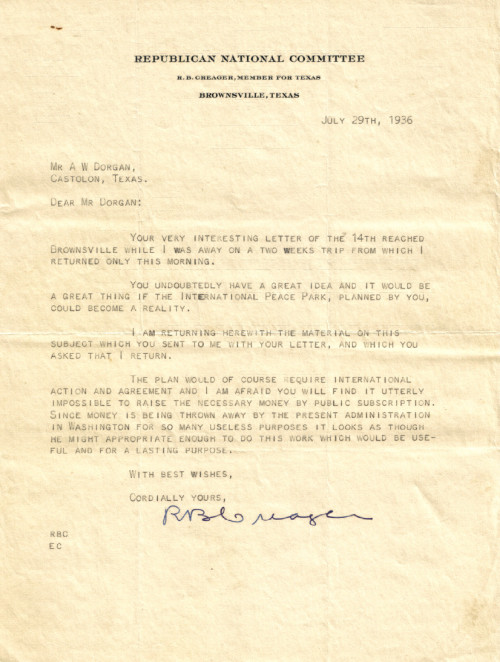 REPUBLICAN NATIONAL COMMITTEE
R. B. CREAGER, MEMBER FOR TEXAS
BROWNSVILLE, TEXAS
JULY 29TH, 1936
MR A W DORGAN,
CASTOLON, TEXAS.
DEAR MR DORGAN:
YOUR VERY INTERESTING LETTER OF THE 14TH REACHED
BROWNSVILLE WHILE I WAS AWAY ON A TWO WEEKS TRIP FROM WHICH I
RETURNED ONLY THIS MORNING.
YOU UNDOUBTEDLY HAVE A GREAT IDEA AND IT WOULD BE
A GREAT THING IF THE INTERNATIONAL PEACE PARK, PLANNED BY YOU,
COULD BECOME A REALITY.
I AM RETURNING HEREWITH THE MATERIAL ON THIS
SUBJECT WHICH YOU SENT TO ME WITH YOUR LETTER, AND WHICH YOU
ASKED THAT I RETURN.
THE PLAN WOULD OF COURSE REQUIRE INTERNATIONAL
ACTION AND AGREEMENT AND I AM AFRAID YOU WILL FIND IT UTTERLY
IMPOSSIBLE TO RAISE THE NECESSARY MONEY BY PUBLIC SUBSCRIPTION.
SINCE MONEY IS BEING THROWN AWAY BY THE PRESENT ADMINISTRATION
IN WASHINGTON FOR SO MANY USELESS PURPOSES IT LOOKS AS THOUGH
HE MIGHT APPROPRIATE ENOUGH TO DO THIS WORK WHICH WOULD BE USE-
FUL AND FOR A LASTING PURPOSE.
WITH BEST WISHES,
CORDIALLY YOURS,
RBCreager
RBC
EC